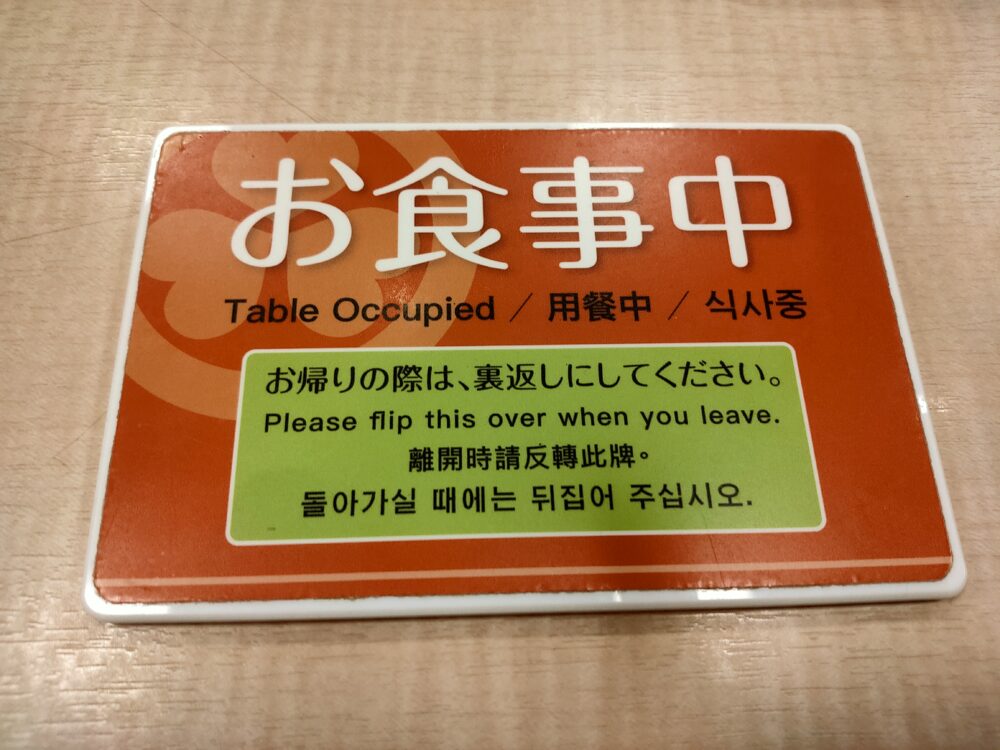 お食事中
Table Occupied / 用餐中 / 식사중
お帰りの際は、裏返しにしてください。
Please flip this over when you leave.
離開時請反轉此牌。
돌아가실 때에는 뒤집어 주십시오.